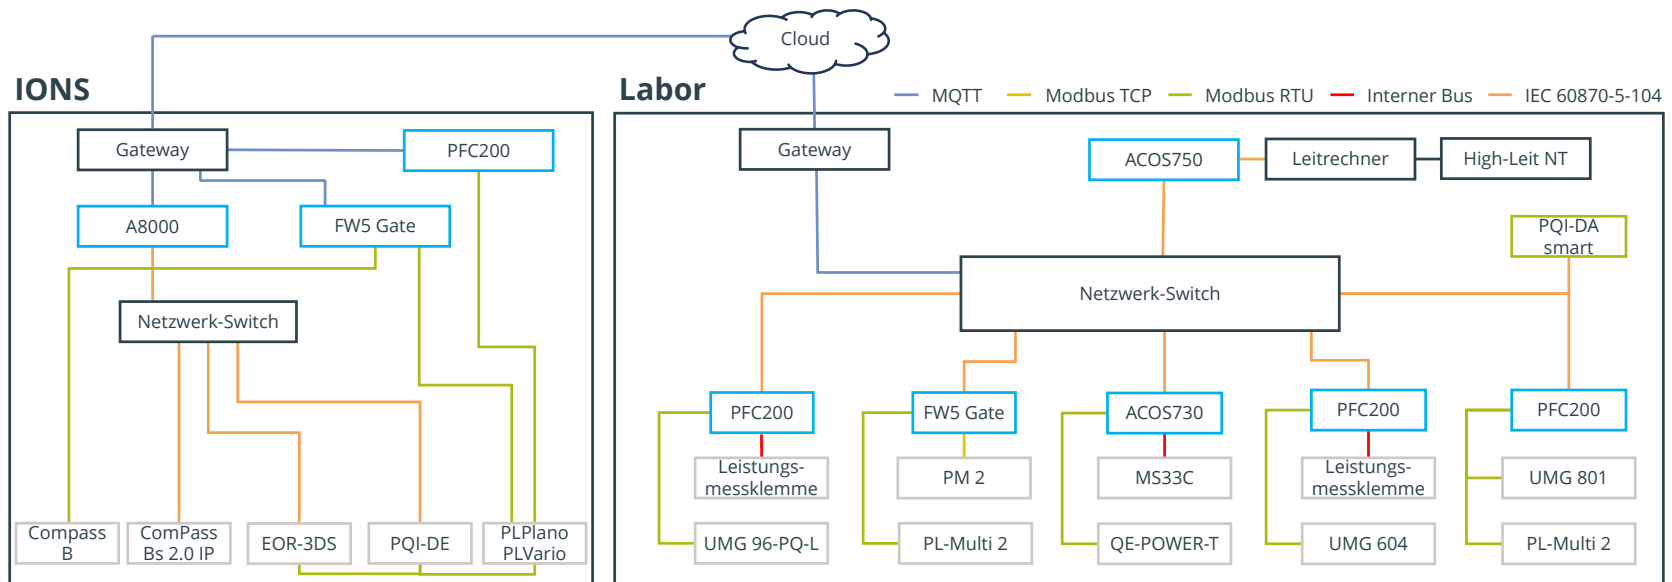 Cloud
IONS
Labor
MQTT
Modbus TCP
Modbus RTU
Interner Bus
IEC 60870-5-104
Gateway
PFC200
A8000
FW5 Gate
Netzwerk-Switch
Compass
B
ComPass
Bs 2.0 IP
EOR-3DS
PQI-DE
PLPlano
PLVario
Gateway
ACOS750
Leitrechner
High-Leit NT
PQI-DA
smart
Netzwerk-Switch
PFC200
FW5 Gate
ACOS730
PFC200
PFC200
Leistungs-
messklemme
PM 2
MS33C
Leistungs-
messklemme
UMG 801
UMG 96-PQ-L
PL-Multi 2
QE-POWER-T
UMG 604
PL-Multi 2